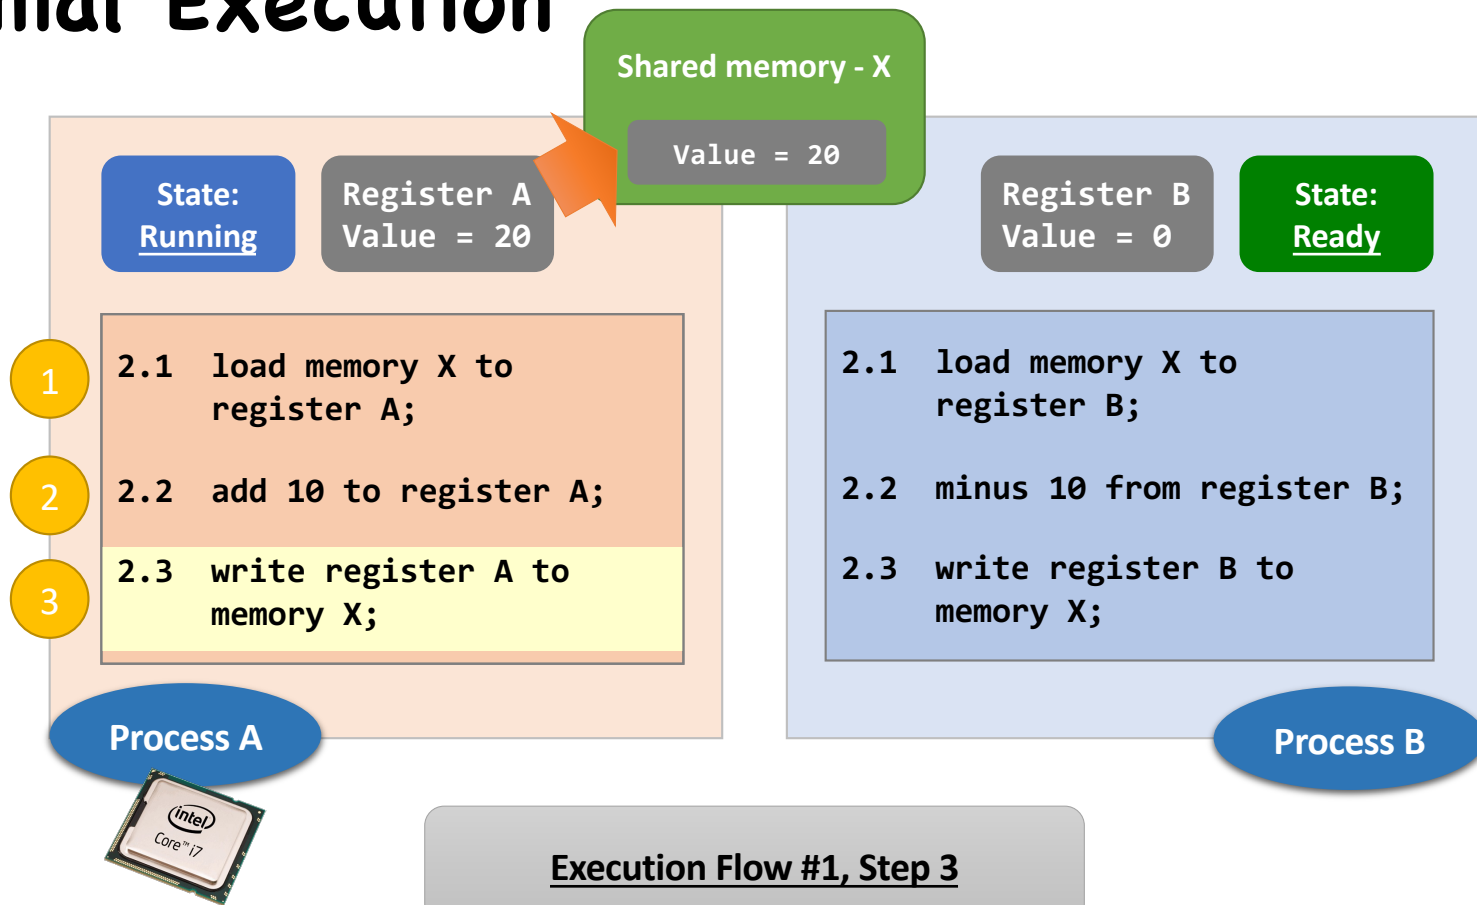 Execution
Shared memory - X
Value = 20
State:
Running
Register A
Value = 20
Register B
Value = 0
State:
Ready
1
2.1 load memory X to
register A;
2
2.2 add 10 to register A;
3
2.3 write register A to
memory X;
2.1 load memory X to
register B;
2.2 minus 10 from register B;
2.3 write register B to
memory X;
Process A
Process B
intel
Core™ i7
Execution Flow #1, Step 3